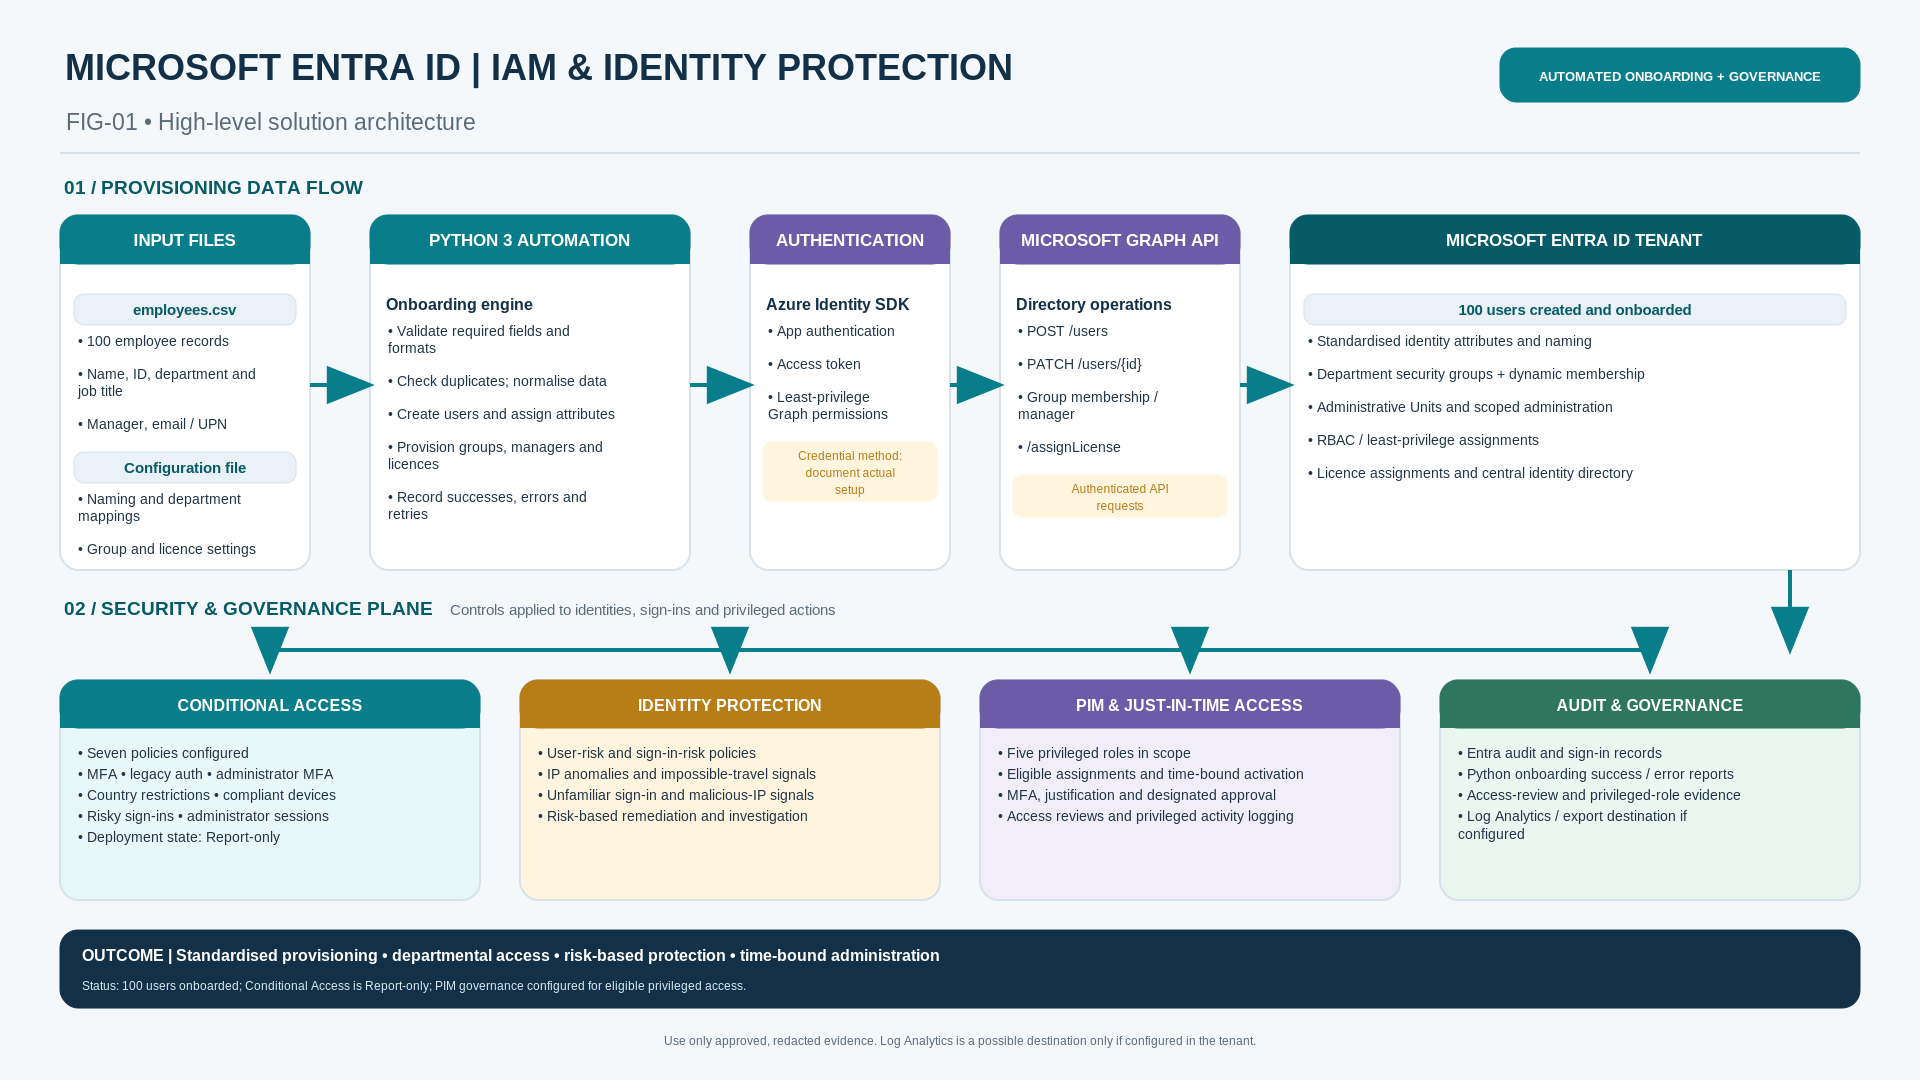 MICROSOFT ENTRA ID | IAM & IDENTITY PROTECTION
AUTOMATED ONBOARDING + GOVERNANCE
FIG-01 • High-level solution architecture
01 / PROVISIONING DATA FLOW
INPUT FILES
employees.csv
• 100 employee records
• Name, ID, department and
job title
• Manager, email / UPN
Configuration file
• Naming and department
mappings
• Group and licence settings
PYTHON 3 AUTOMATION
Onboarding engine
• Validate required fields and
formats
• Check duplicates; normalise data
• Create users and assign attributes
• Provision groups, managers and
licences
• Record successes, errors and
retries
AUTHENTICATION
Azure Identity SDK
• App authentication
• Access token
• Least-privilege
Graph permissions
Credential method:
document actual
setup
MICROSOFT GRAPH API
Directory operations
• POST /users
• PATCH /users/{id}
• Group membership /
manager
• /assignLicense
Authenticated API
requests
MICROSOFT ENTRA ID TENANT
100 users created and onboarded
• Standardised identity attributes and naming
• Department security groups + dynamic membership
• Administrative Units and scoped administration
• RBAC / least-privilege assignments
• Licence assignments and central identity directory
02 / SECURITY & GOVERNANCE PLANE
Controls applied to identities, sign-ins and privileged actions
CONDITIONAL ACCESS
• Seven policies configured
• MFA • legacy auth • administrator MFA
• Country restrictions • compliant devices
• Risky sign-ins • administrator sessions
• Deployment state: Report-only
IDENTITY PROTECTION
• User-risk and sign-in-risk policies
• IP anomalies and impossible-travel signals
• Unfamiliar sign-in and malicious-IP signals
• Risk-based remediation and investigation
PIM & JUST-IN-TIME ACCESS
• Five privileged roles in scope
• Eligible assignments and time-bound activation
• MFA, justification and designated approval
• Access reviews and privileged activity logging
AUDIT & GOVERNANCE
• Entra audit and sign-in records
• Python onboarding success / error reports
• Access-review and privileged-role evidence
• Log Analytics / export destination if
configured
OUTCOME | Standardised provisioning • departmental access • risk-based protection • time-bound administration
Status: 100 users onboarded; Conditional Access is Report-only; PIM governance configured for eligible privileged access.
Use only approved, redacted evidence. Log Analytics is a possible destination only if configured in the tenant.